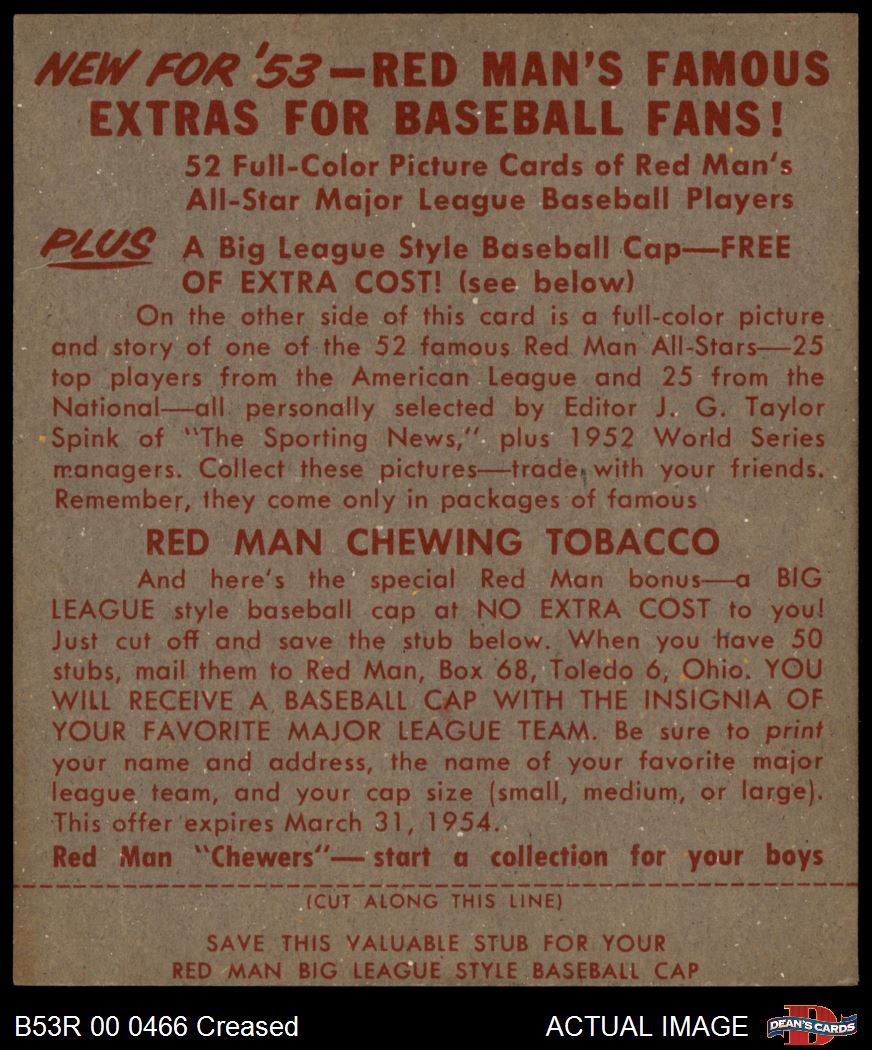 NEW FOR '53—RED MAN'S FAMOUS
EXTRAS FOR BASEBALL FANS!
52 Full-Color Picture Cards of Red Man's
All-Star Major League Baseball Players
PLUS A Big League Style Baseball Cap—FREE
OF EXTRA COST! (see below)
On the other side of this card is a full-color picture
and story of one of the 52 famous Red Man All-Stars—25
top players from the American League and 25 from the
National—all personally selected by Editor J. G. Taylor
Spink of "The Sporting News," plus 1952 World Series
managers. Collect these pictures—trade with your friends.
Remember, they come only in packages of famous
RED MAN CHEWING TOBACCO
And here's the special Red Man bonus—a BIG
LEAGUE style baseball cap at NO EXTRA COST to you!
Just cut off and save the stub below. When you have 50
stubs, mail them to Red Man, Box 68, Toledo 6, Ohio. YOU
WILL RECEIVE A BASEBALL CAP WITH THE INSIGNIA OF
YOUR FAVORITE MAJOR LEAGUE TEAM. Be sure to print
your name and address, the name of your favorite major
league team, and your cap size (small, medium, or large).
This offer expires March 31, 1954.
Red Man "Chewers"—start a collection for your boys
(CUT ALONG THIS LINE)
SAVE THIS VALUABLE STUB FOR YOUR
RED MAN BIG LEAGUE STYLE BASEBALL CAP
B53R 00 0466 Creased ACTUAL IMAGE D DEAN'S CARDS